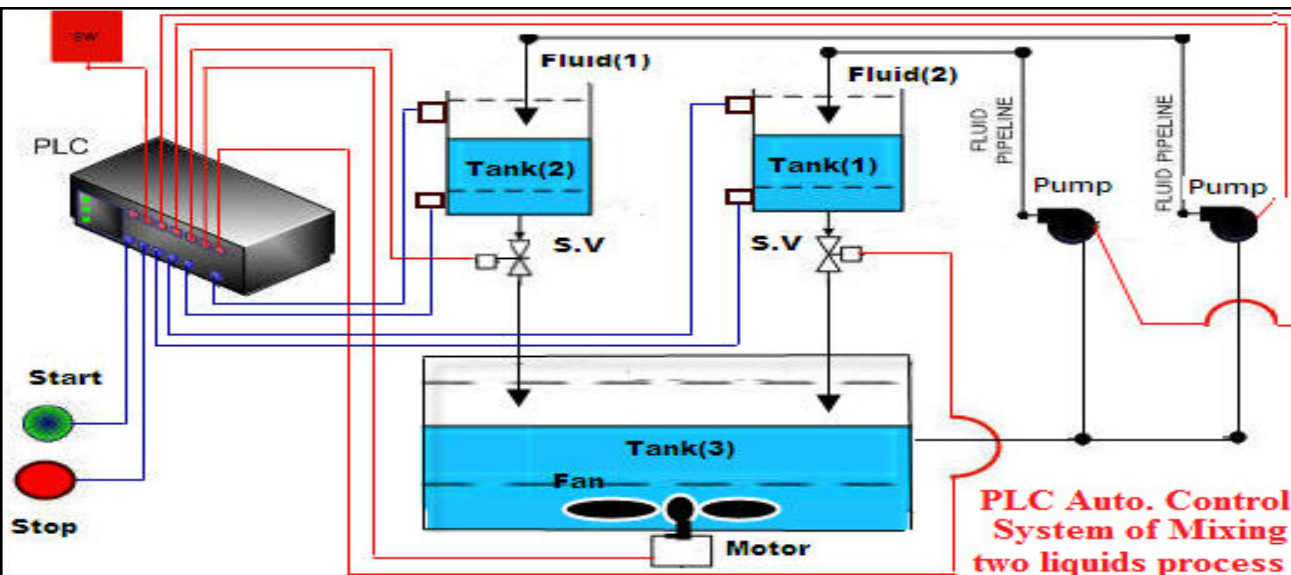 sw
Fluid(1)
Fluid(2)
PLC
Tank(2)
Tank(1)
FLUID
PIPELINE
FLUID PIPELINE
Pump
Pump
S.V
S.V
Start
Stop
Tank(3)
Fan
Motor
PLC Auto. Control
System of Mixing
two liquids process